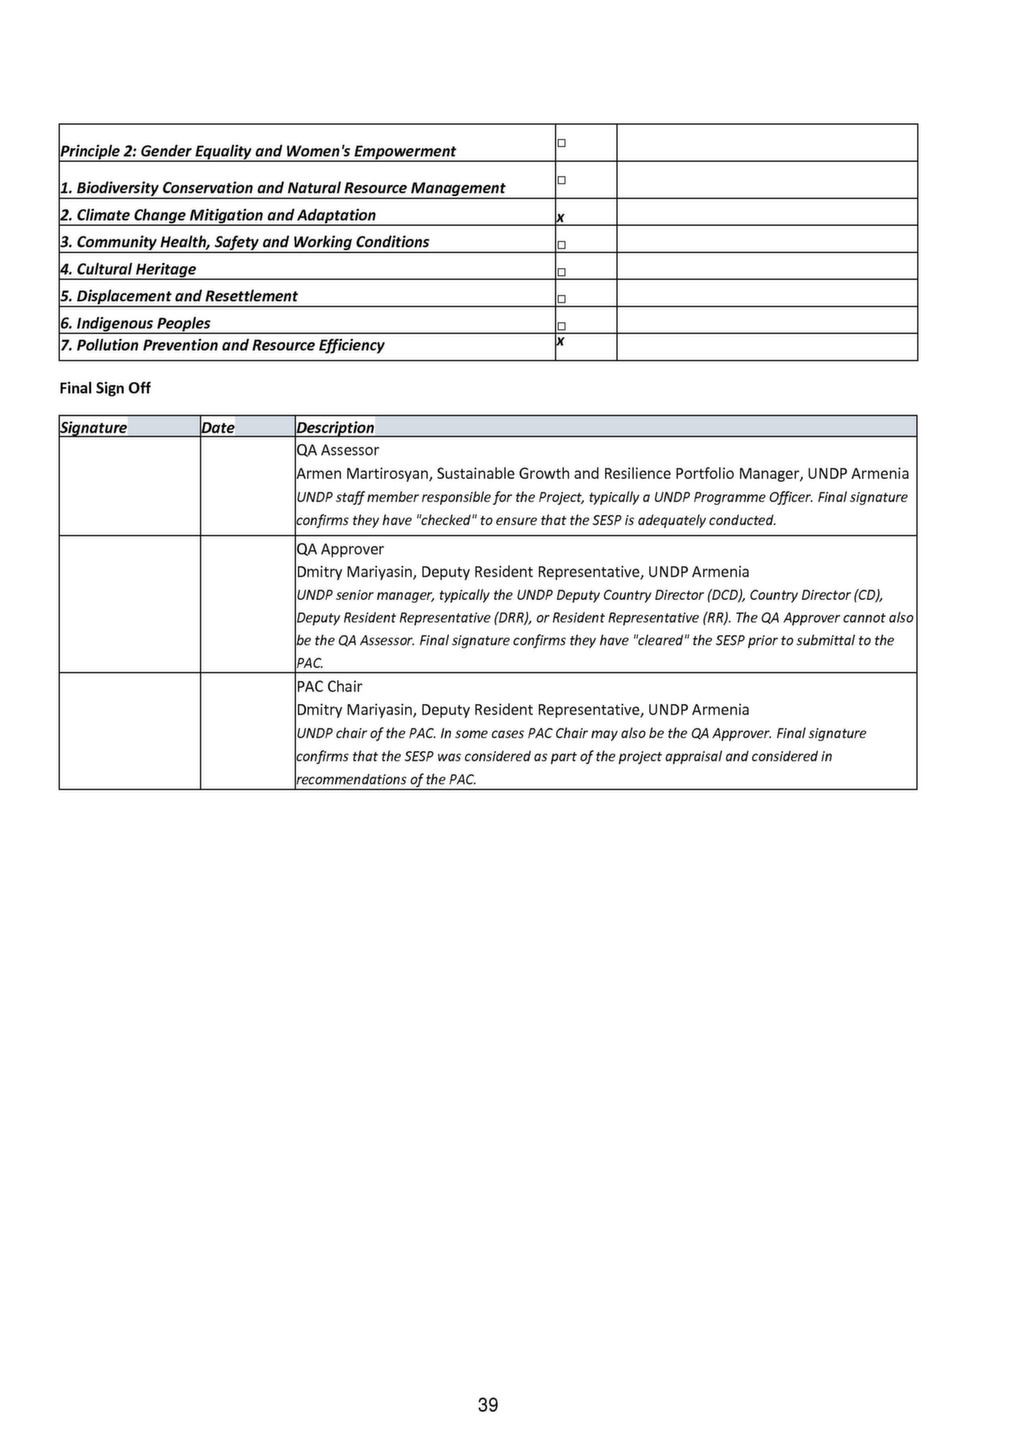 Principle 2: Gender Equality and Women's Empowerment ☐
1. Biodiversity Conservation and Natural Resource Management ☐
2. Climate Change Mitigation and Adaptation x
3. Community Health, Safety and Working Conditions ☐
4. Cultural Heritage ☐
5. Displacement and Resettlement ☐
6. Indigenous Peoples ☐
7. Pollution Prevention and Resource Efficiency x
Final Sign Off
Signature Date Description
QA Assessor
Armen Martirosyan, Sustainable Growth and Resilience Portfolio Manager, UNDP Armenia
UNDP staff member responsible for the Project, typically a UNDP Programme Officer. Final signature
confirms they have "checked" to ensure that the SESP is adequately conducted.
QA Approver
Dmitry Mariyasin, Deputy Resident Representative, UNDP Armenia
UNDP senior manager, typically the UNDP Deputy Country Director (DCD), Country Director (CD),
Deputy Resident Representative (DRR), or Resident Representative (RR). The QA Approver cannot also
be the QA Assessor. Final signature confirms they have "cleared" the SESP prior to submittal to the
PAC.
PAC Chair
Dmitry Mariyasin, Deputy Resident Representative, UNDP Armenia
UNDP chair of the PAC. In some cases PAC Chair may also be the QA Approver. Final signature
confirms that the SESP was considered as part of the project appraisal and considered in
recommendations of the PAC.
39